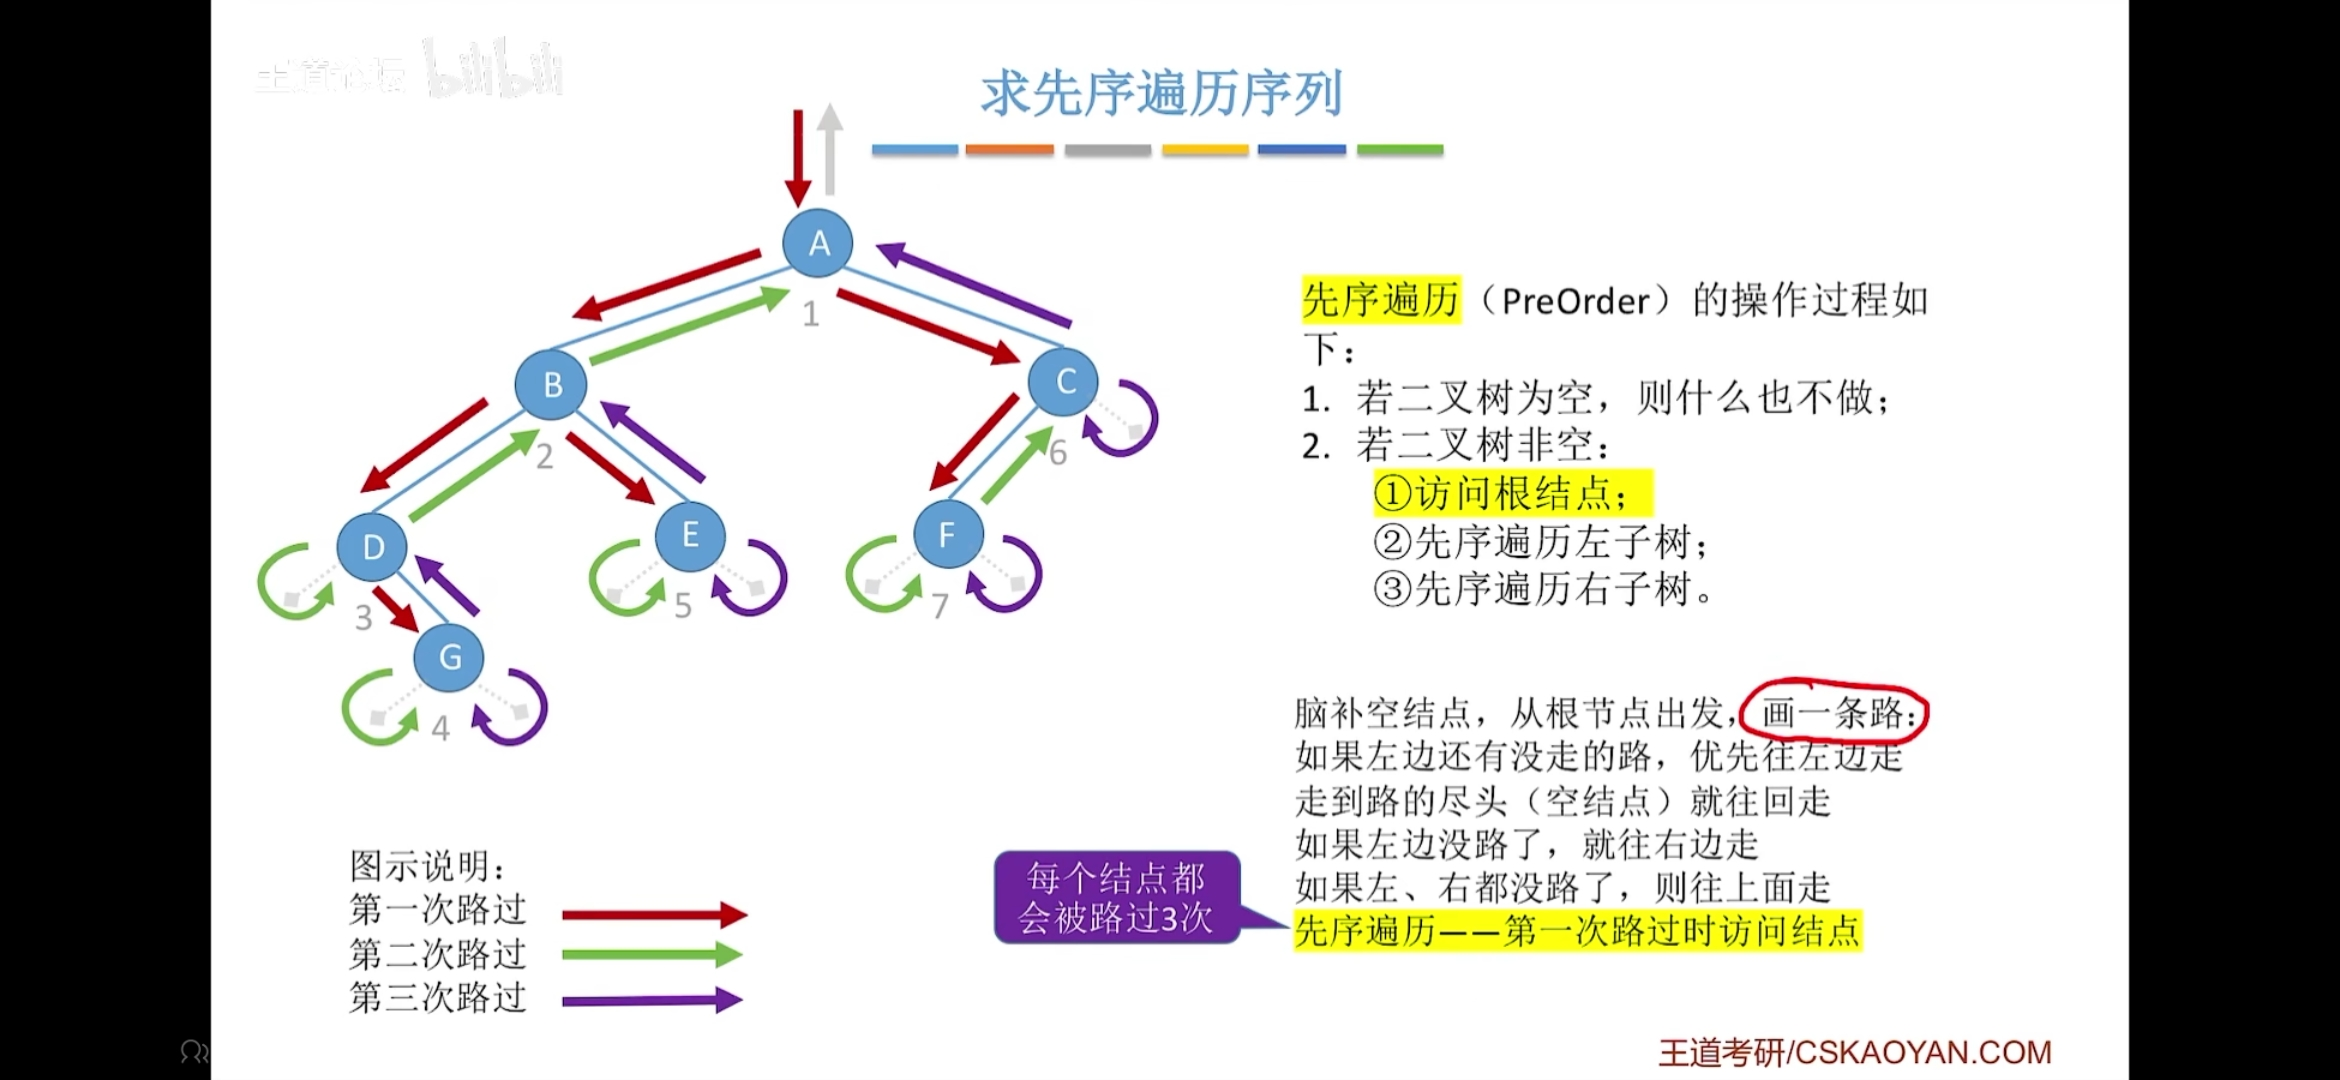 王道论坛 bilibili
求先序遍历序列
A
1
B
C
2
6
D
E
F
3
5
7
G
4
先序遍历（PreOrder）的操作过程如
下：
1. 若二叉树为空，则什么也不做；
2. 若二叉树非空：
①访问根结点；
②先序遍历左子树；
③先序遍历右子树。
脑补空结点，从根节点出发，画一条路：
如果左边还有没走的路，优先往左边走
走到路的尽头（空结点）就往回走
如果左边没路了，就往右边走
如果左、右都没路了，则往上面走
先序遍历——第一次路过时访问结点
每个结点都
会被路过3次
图示说明：
第一次路过
第二次路过
第三次路过
王道考研/CSKAOYAN.COM